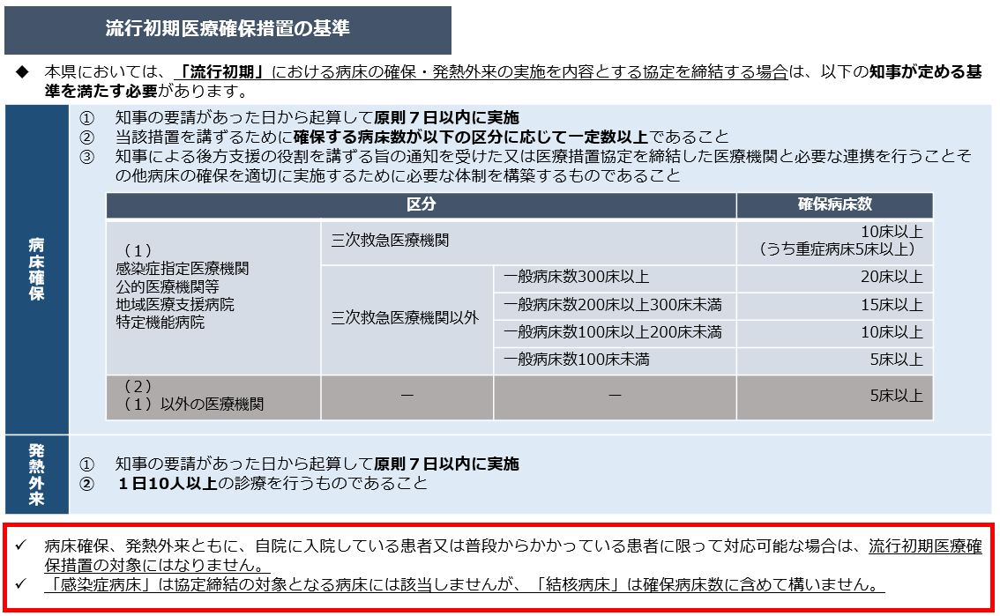 流行初期医療確保措置の基準
◆ 本県においては、「流行初期」における病床の確保・発熱外来の実施を内容とする協定を締結する場合は、以下の知事が定める基
準を満たす必要があります。
病床確保
① 知事の要請があった日から起算して原則７日以内に実施
② 当該措置を講ずるために確保する病床数が以下の区分に応じて一定数以上であること
③ 知事による後方支援の役割を講ずる旨の通知を受けた又は医療措置協定を締結した医療機関と必要な連携を行うことそ
の他病床の確保を適切に実施するために必要な体制を構築するものであること
区分 確保病床数
（１）
感染症指定医療機関
公的医療機関等
地域医療支援病院
特定機能病院
三次救急医療機関
10床以上
（うち重症病床5床以上）
三次救急医療機関以外
一般病床数300床以上 20床以上
一般病床数200床以上300床未満 15床以上
一般病床数100床以上200床未満 10床以上
一般病床数100床未満 5床以上
（２）
（１）以外の医療機関
－ － 5床以上
発熱外来
① 知事の要請があった日から起算して原則７日以内に実施
② １日10人以上の診療を行うものであること
✓ 病床確保、発熱外来ともに、自院に入院している患者又は普段からかかっている患者に限って対応可能な場合は、流行初期医療確
保措置の対象にはなりません。
✓ 「感染症病床」は協定締結の対象となる病床には該当しませんが、「結核病床」は確保病床数に含めて構いません。